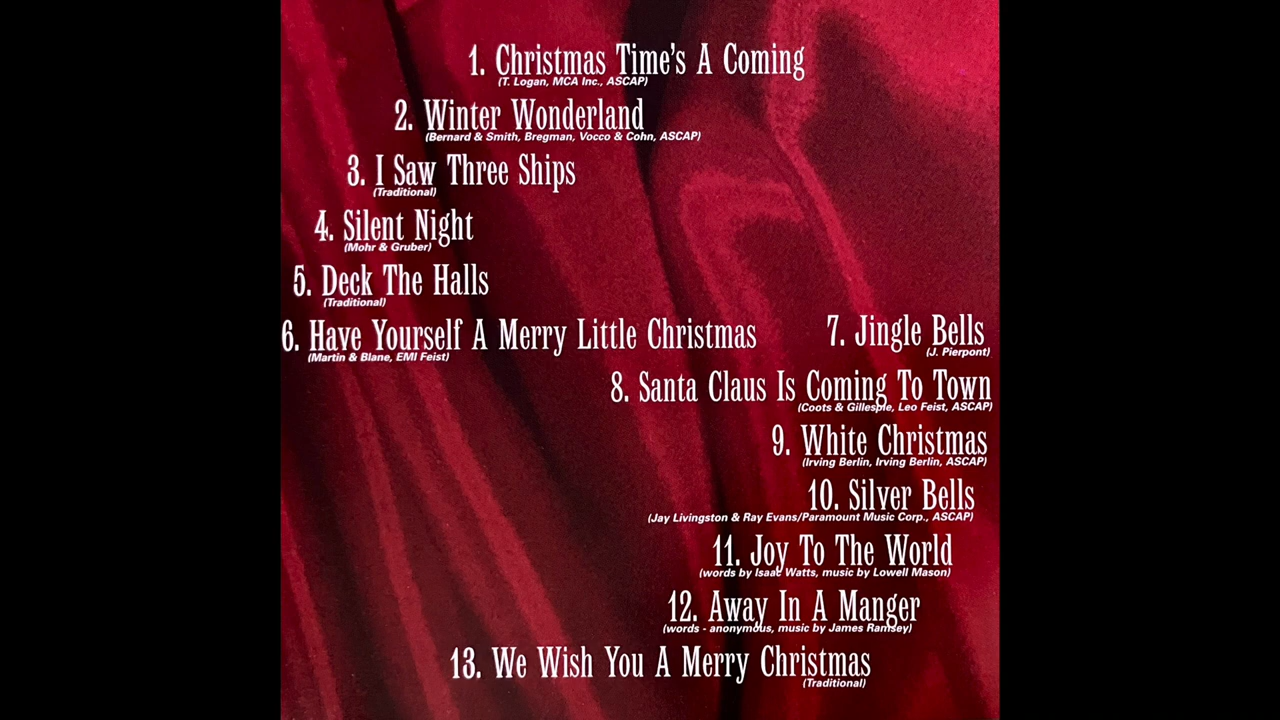 1. Christmas Time's A Coming
(T. Logan, MCA Inc., ASCAP)
2. Winter Wonderland
(Bernard & Smith, Bregman, Vocco & Cohn, ASCAP)
3. I Saw Three Ships
(Traditional)
4. Silent Night
(Mohr & Gruber)
5. Deck The Halls
(Traditional)
6. Have Yourself A Merry Little Christmas
(Martin & Blane, EMI Feist)
7. Jingle Bells
(J. Pierpont)
8. Santa Claus Is Coming To Town
(Coots & Gillespie, Leo Feist, ASCAP)
9. White Christmas
(Irving Berlin, Irving Berlin, ASCAP)
10. Silver Bells
(Jay Livingston & Ray Evans/Paramount Music Corp., ASCAP)
11. Joy To The World
(words by Isaac Watts, music by Lowell Mason)
12. Away In A Manger
(words - anonymous, music by James Ramsey)
13. We Wish You A Merry Christmas
(Traditional)